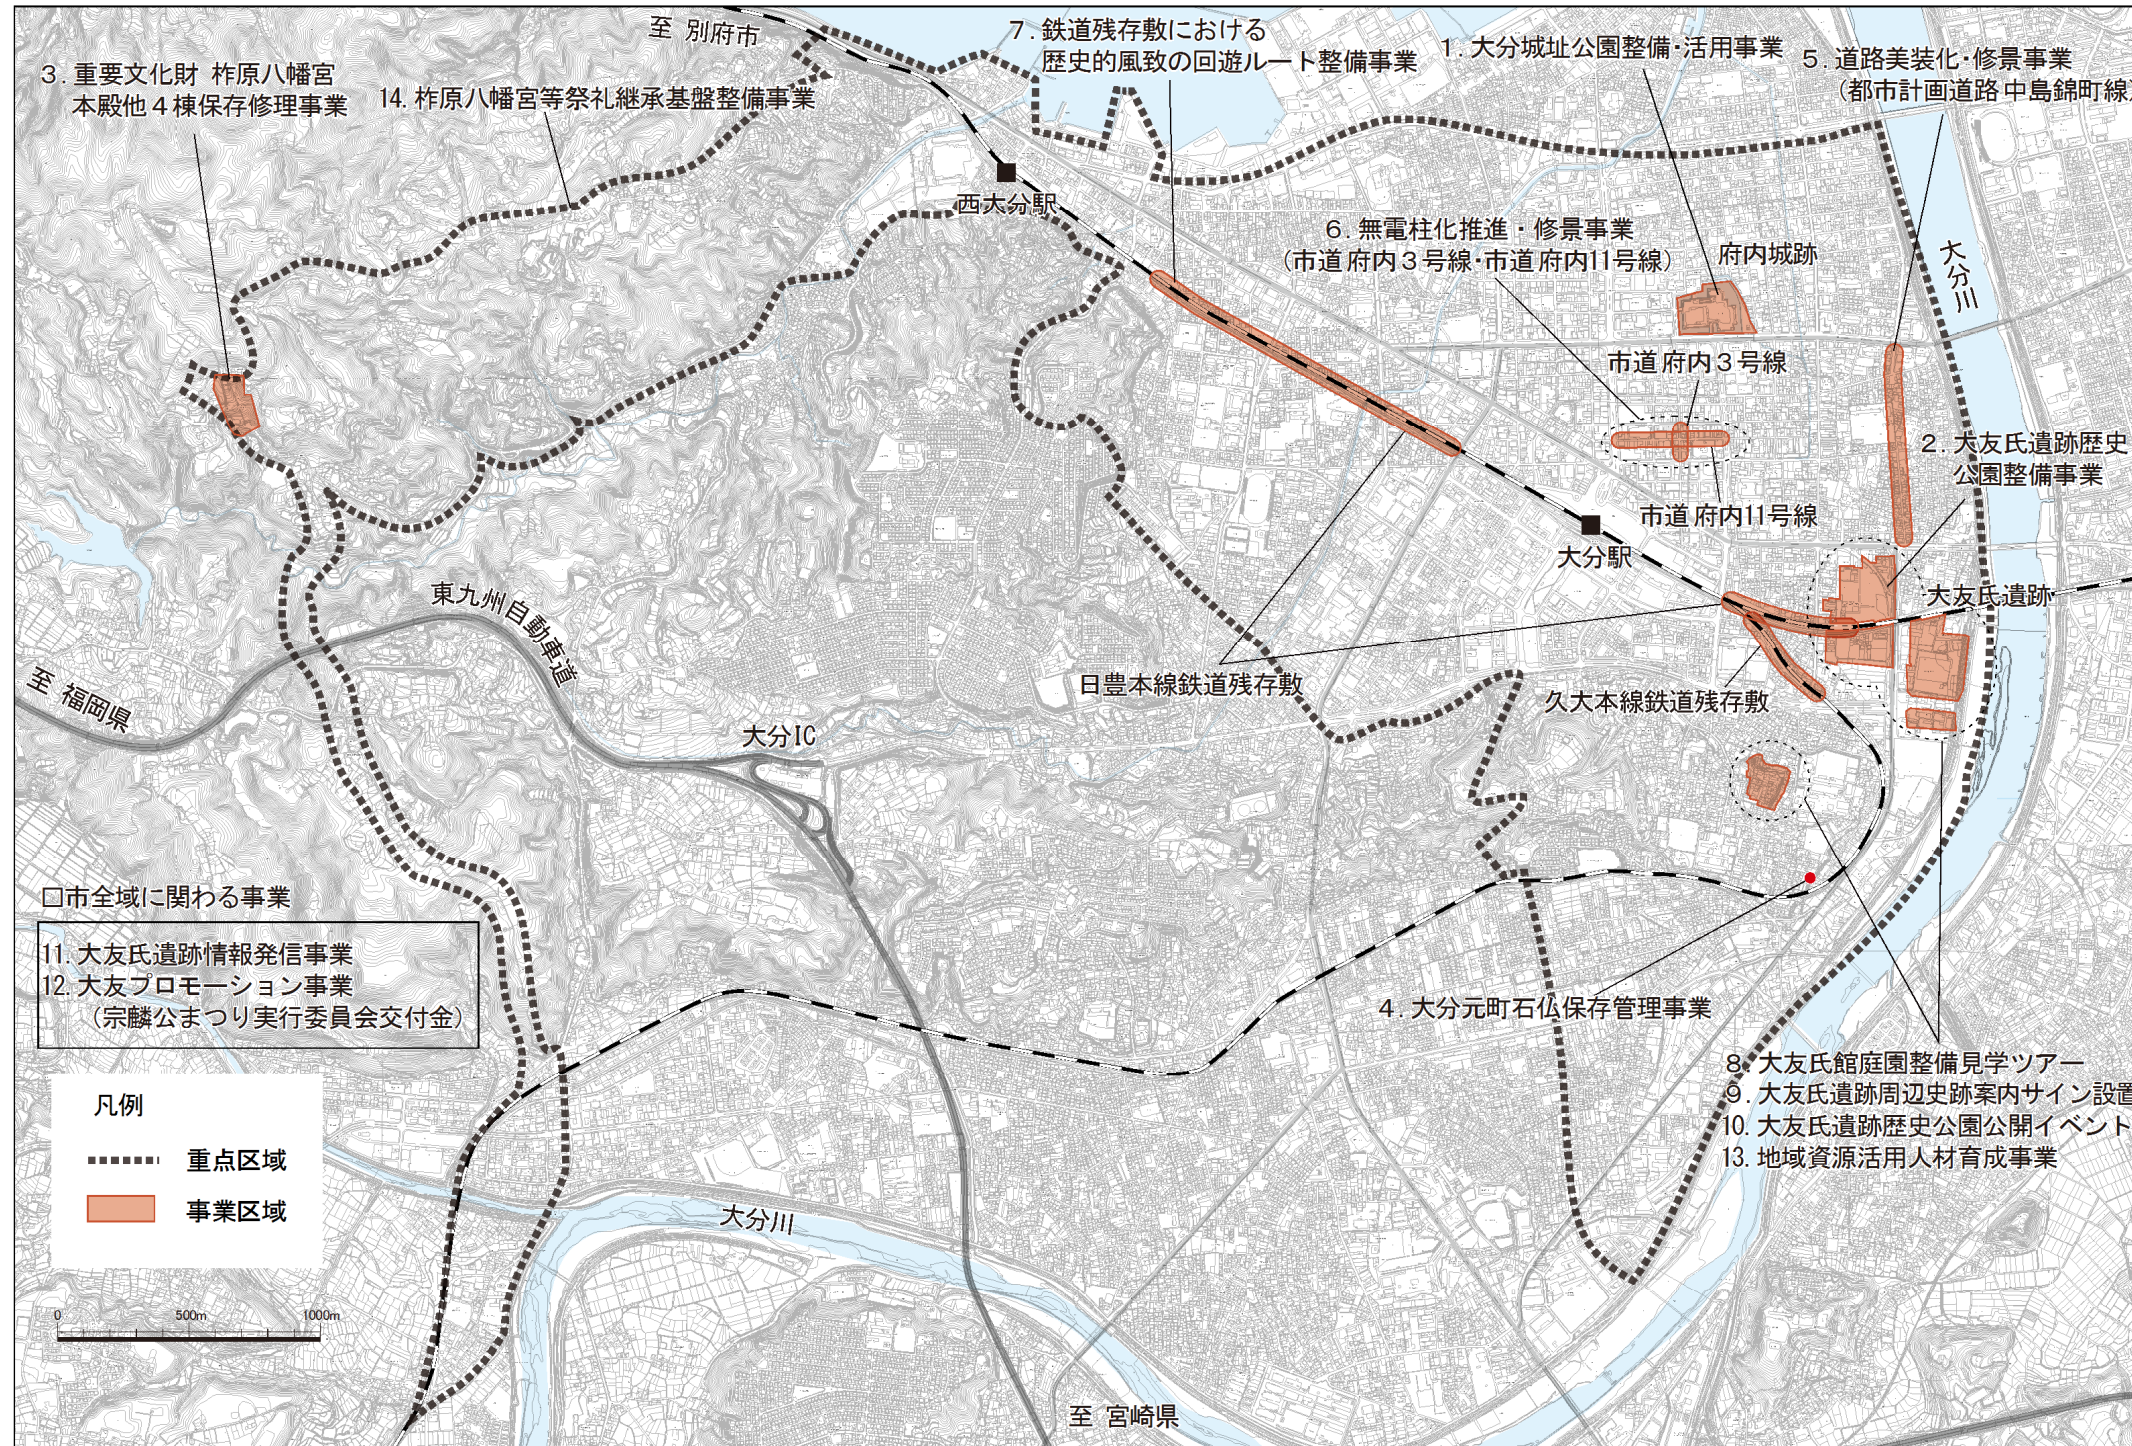 至 別府市
7. 鉄道残存敷における
歴史的風致の回遊ルート整備事業
1. 大分城址公園整備・活用事業
5. 道路美装化・修景事業
(都市計画道路 中島錦町線)
3. 重要文化財 柞原八幡宮
本殿他4棟保存修理事業
14. 柞原八幡宮等祭礼継承基盤整備事業
西大分駅
6. 無電柱化推進・修景事業
(市道 府内3号線・市道 府内11号線)
府内城跡
大分川
市道 府内3号線
2. 大友氏遺跡歴史
公園整備事業
市道 府内11号線
大分駅
大友氏遺跡
東九州自動車道
至 福岡県
日豊本線鉄道残存敷
久大本線鉄道残存敷
大分IC
□市全域に関わる事業
11. 大友氏遺跡情報発信事業
12. 大友プロモーション事業
(宗麟公まつり実行委員会交付金)
4. 大分元町石仏保存管理事業
8. 大友氏館庭園整備見学ツアー
9. 大友氏遺跡周辺史跡案内サイン設置
10. 大友氏遺跡歴史公園公開イベント
13. 地域資源活用人材育成事業
凡例
重点区域
事業区域
大分川
0 500m 1000m
至 宮崎県